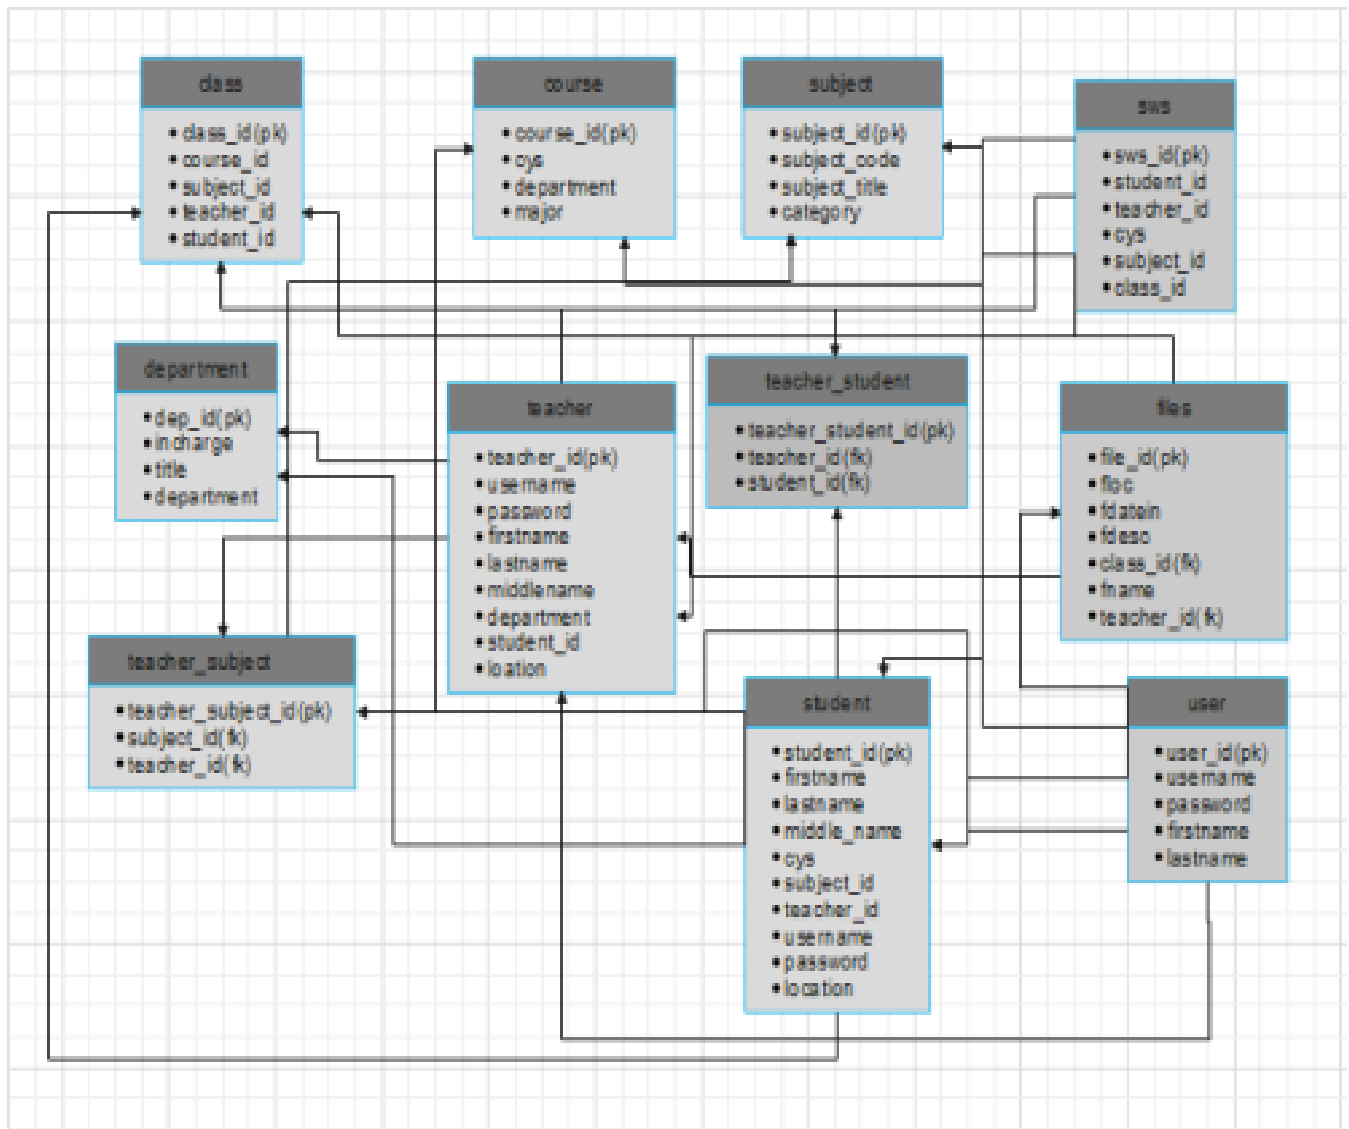 class
• class_id(pk)
• course_id
• subject_id
• teacher_id
• student_id
course
• course_id(pk)
• cys
• department
• major
subject
• subject_id(pk)
• subject_code
• subject_title
• category
sws
• sws_id(pk)
• student_id
• teacher_id
• cys
• subject_id
• class_id
department
• dep_id(pk)
• incharge
• title
• department
teacher
• teacher_id(pk)
• username
• password
• firstname
• lastname
• middlename
• department
• student_id
• loation
teacher_student
• teacher_student_id(pk)
• teacher_id(fk)
• student_id(fk)
files
• file_id(pk)
• floc
• fdatein
• fdesc
• class_id(fk)
• fname
• teacher_id(fk)
teacher_subject
• teacher_subject_id(pk)
• subject_id(fk)
• teacher_id(fk)
student
• student_id(pk)
• firstname
• lastname
• middle_name
• cys
• subject_id
• teacher_id
• username
• password
• location
user
• user_id(pk)
• username
• password
• firstname
• lastname